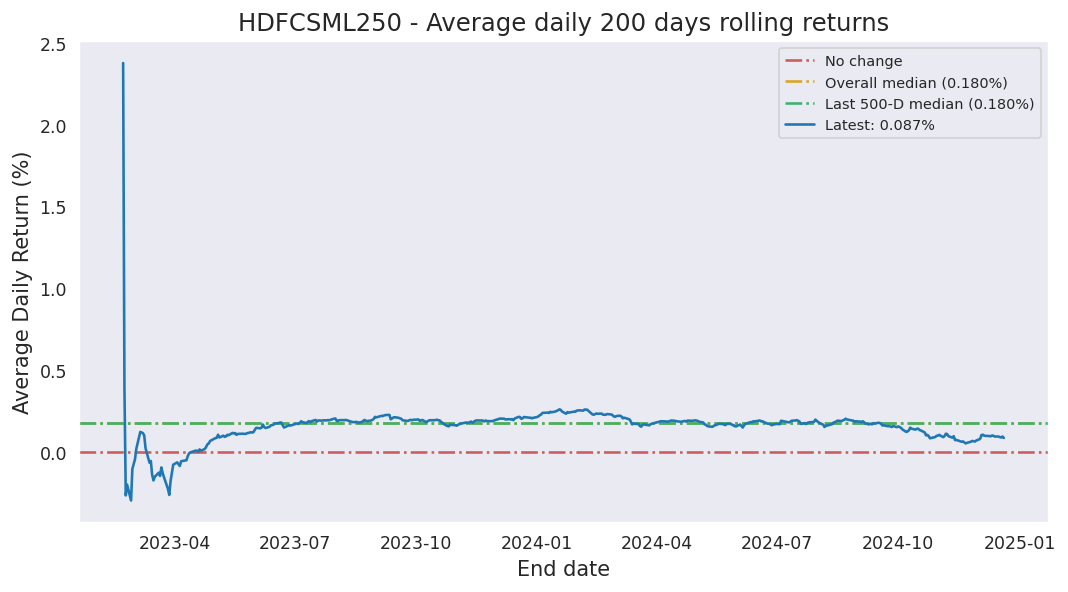 HDFCSML250 - Average daily 200 days rolling returns
No change
Overall median (0.180%)
Last 500-D median (0.180%)
Latest: 0.087%
Average Daily Return (%)
2.5
2.0
1.5
1.0
0.5
0.0
2023-04 2023-07 2023-10 2024-01 2024-04 2024-07 2024-10 2025-01
End date